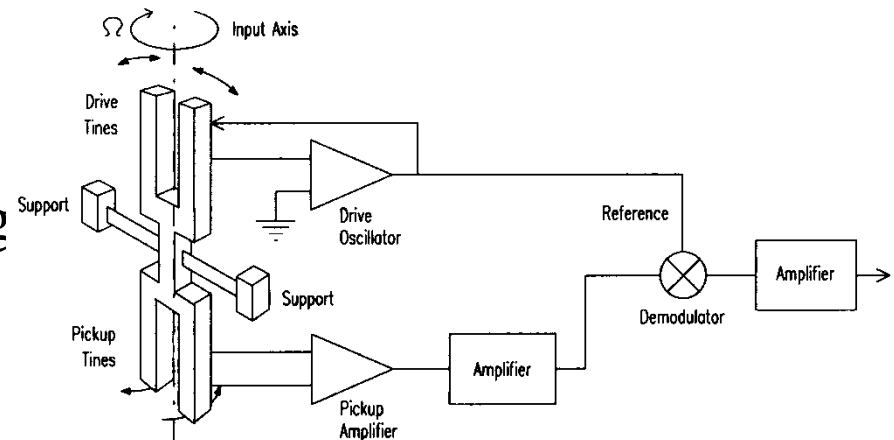 Ω
Input Axis
Drive
Tines
Support
Drive
Oscillator
Reference
Support
Amplifier
Demodulator
Pickup
Tines
Amplifier
Pickup
Amplifier